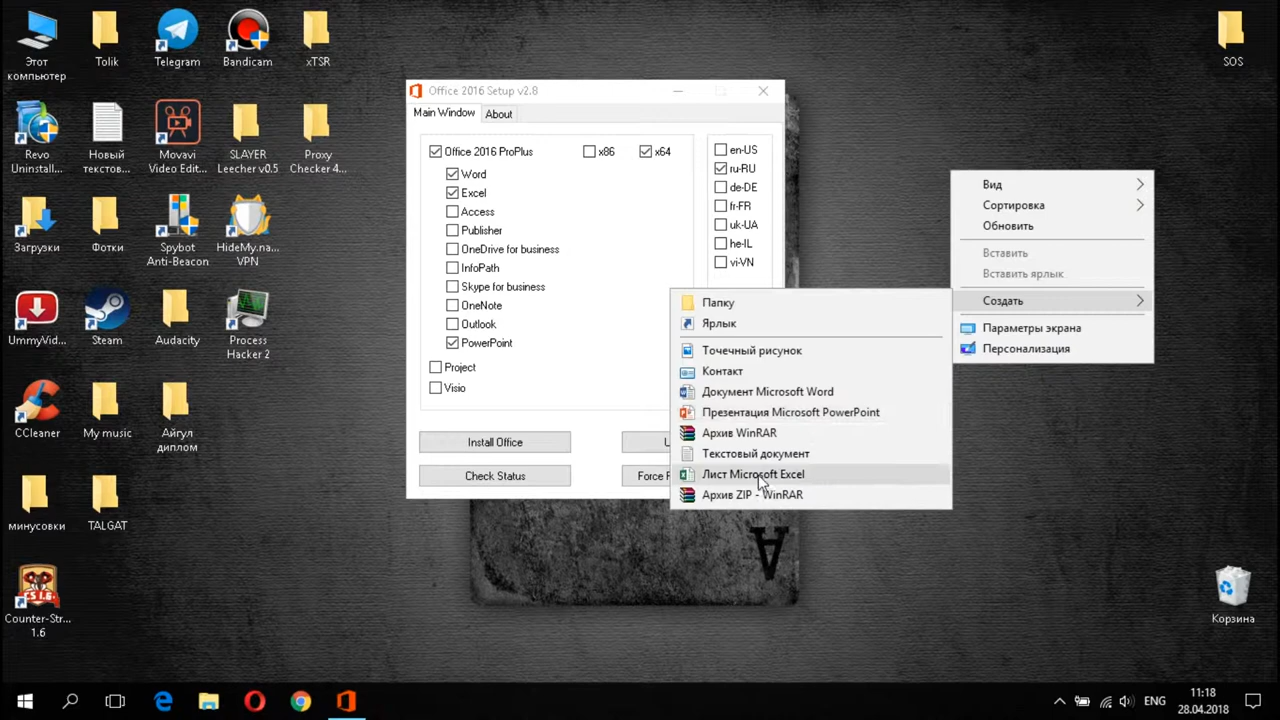 Этот
компьютер
Tolik
Telegram
Bandicam
xTSR
SOS
Revo
Uninstall...
Новый
текстов...
Movavi
Video Edit...
SLAYER
Leecher v0.5
Proxy
Checker 4...
Загрузки
Фотки
Spybot
Anti-Beacon
HideMy.na...
VPN
UmmyVid...
Steam
Audacity
Process
Hacker 2
CCleaner
My music
Айгул
диплом
минусовки
TALGAT
Counter-Str...
1.6
CS 1.6
Корзина
Office 2016 Setup v2.8
Main Window
About
Office 2016 ProPlus
x86
x64
Word
Excel
Access
Publisher
OneDrive for business
InfoPath
Skype for business
OneNote
Outlook
PowerPoint
Project
Visio
en-US
ru-RU
de-DE
fr-FR
uk-UA
he-IL
vi-VN
Install Office
U
Check Status
Force R
Вид
Сортировка
Обновить
Вставить
Вставить ярлык
Создать
Параметры экрана
Персонализация
Папку
Ярлык
Точечный рисунок
Контакт
Документ Microsoft Word
Презентация Microsoft PowerPoint
Архив WinRAR
Текстовый документ
Лист Microsoft Excel
Архив ZIP - WinRAR
A
ENG
11:18
28.04.2018